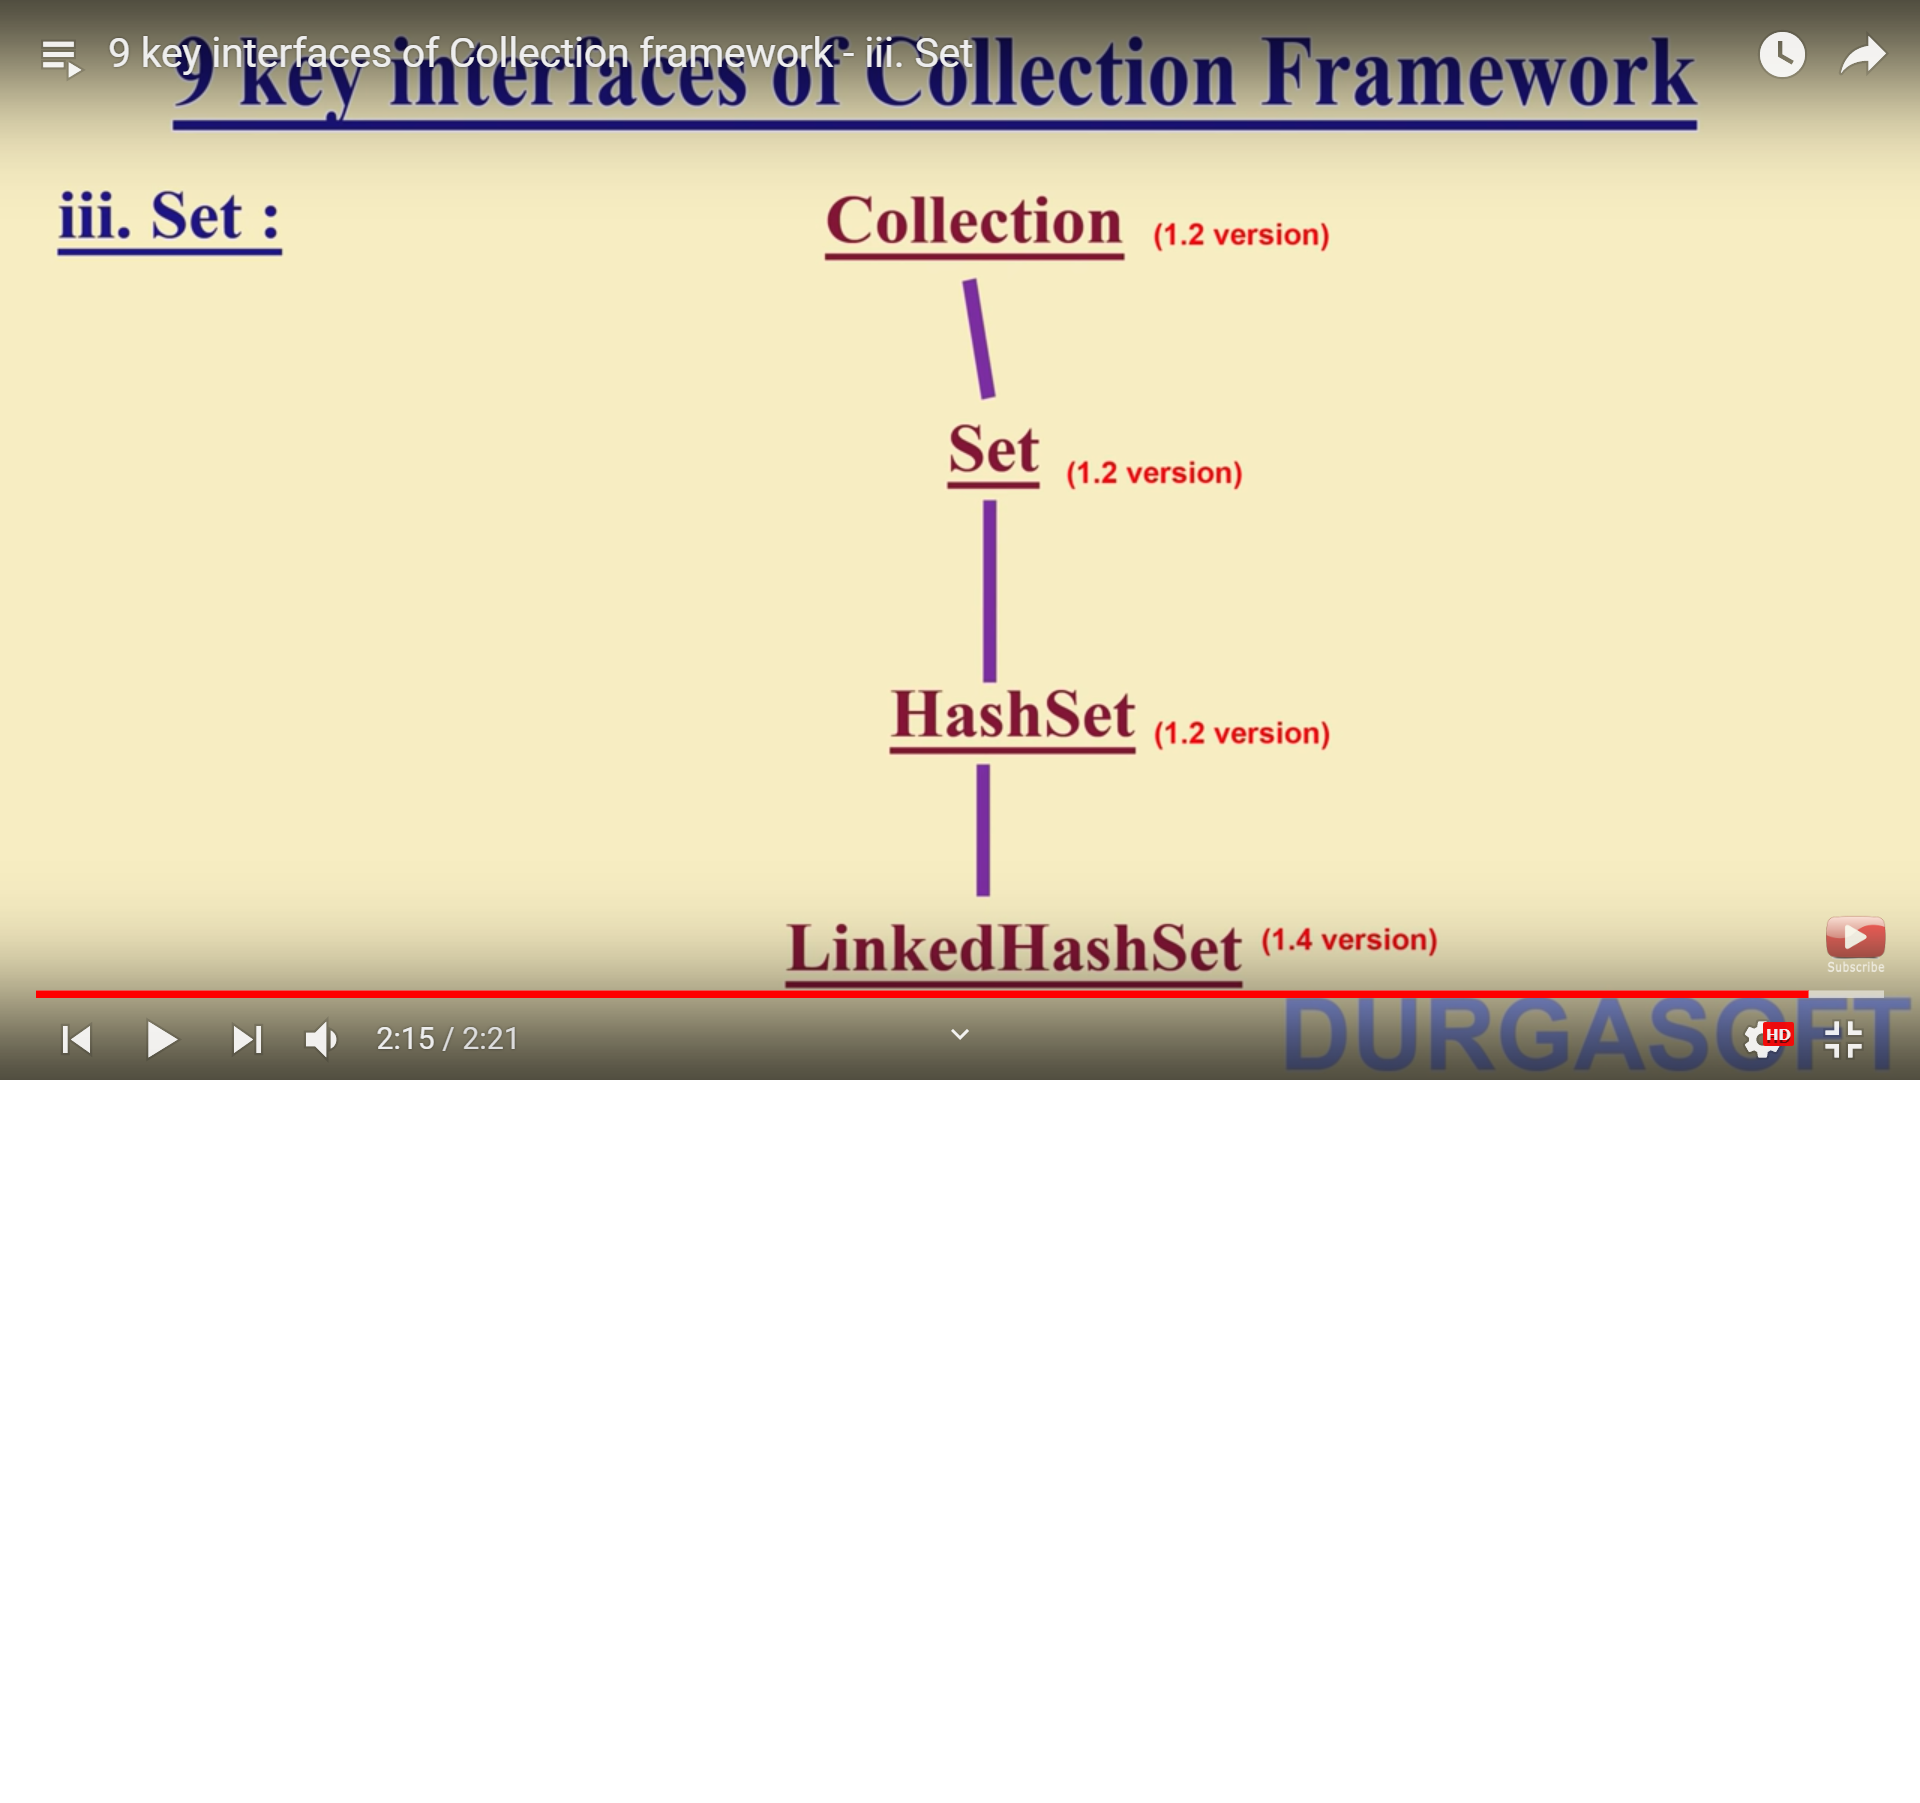 9 key interfaces of Collection framework - iii. Set
9 key interfaces of Collection Framework
iii. Set :
Collection (1.2 version)
Set (1.2 version)
HashSet (1.2 version)
LinkedHashSet (1.4 version)
Subscribe
DURGASOFT
2:15 / 2:21
HD